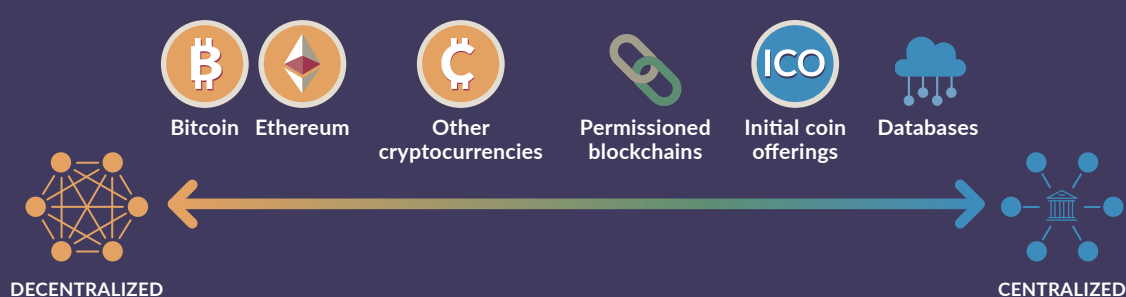 ICO
Bitcoin
Ethereum
Other
cryptocurrencies
Permissioned
blockchains
Initial coin
offerings
Databases
DECENTRALIZED
CENTRALIZED